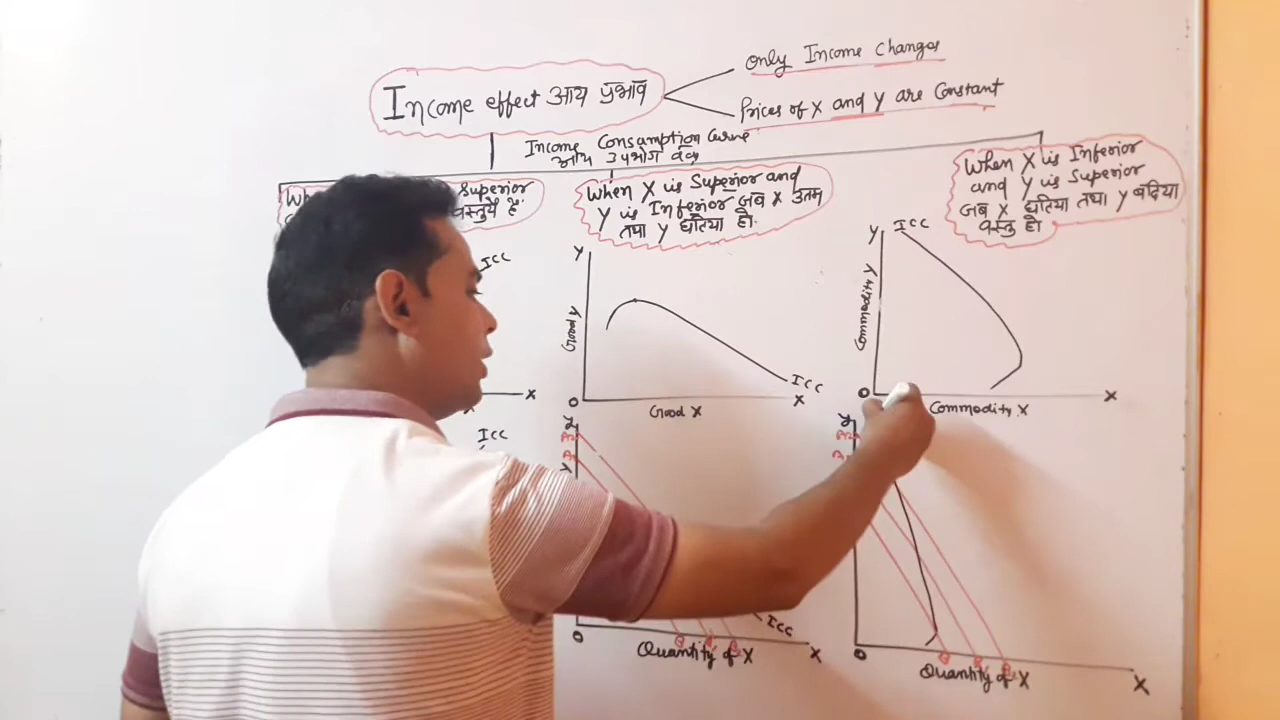 Income effect आय प्रभाव
Only Income Changes
Prices of X and Y are Constant
Income Consumption Curve
आय उपभोग वक्र
Superior
वस्तुयें हैं
When X is Superior and
Y is Inferior जब X उत्तम
तथा Y घटिया हो
When X is Inferior
and Y is Superior
जब X घटिया तथा Y बढ़िया
वस्तु हो
ICC
X
ICC
Y
Good Y
ICC
O
Good X
X
Y
ICC
Commodity Y
O
Commodity X
X
Y
O
B
ICC
Quantity of X
X
Y
O
B
Quantity of X
X